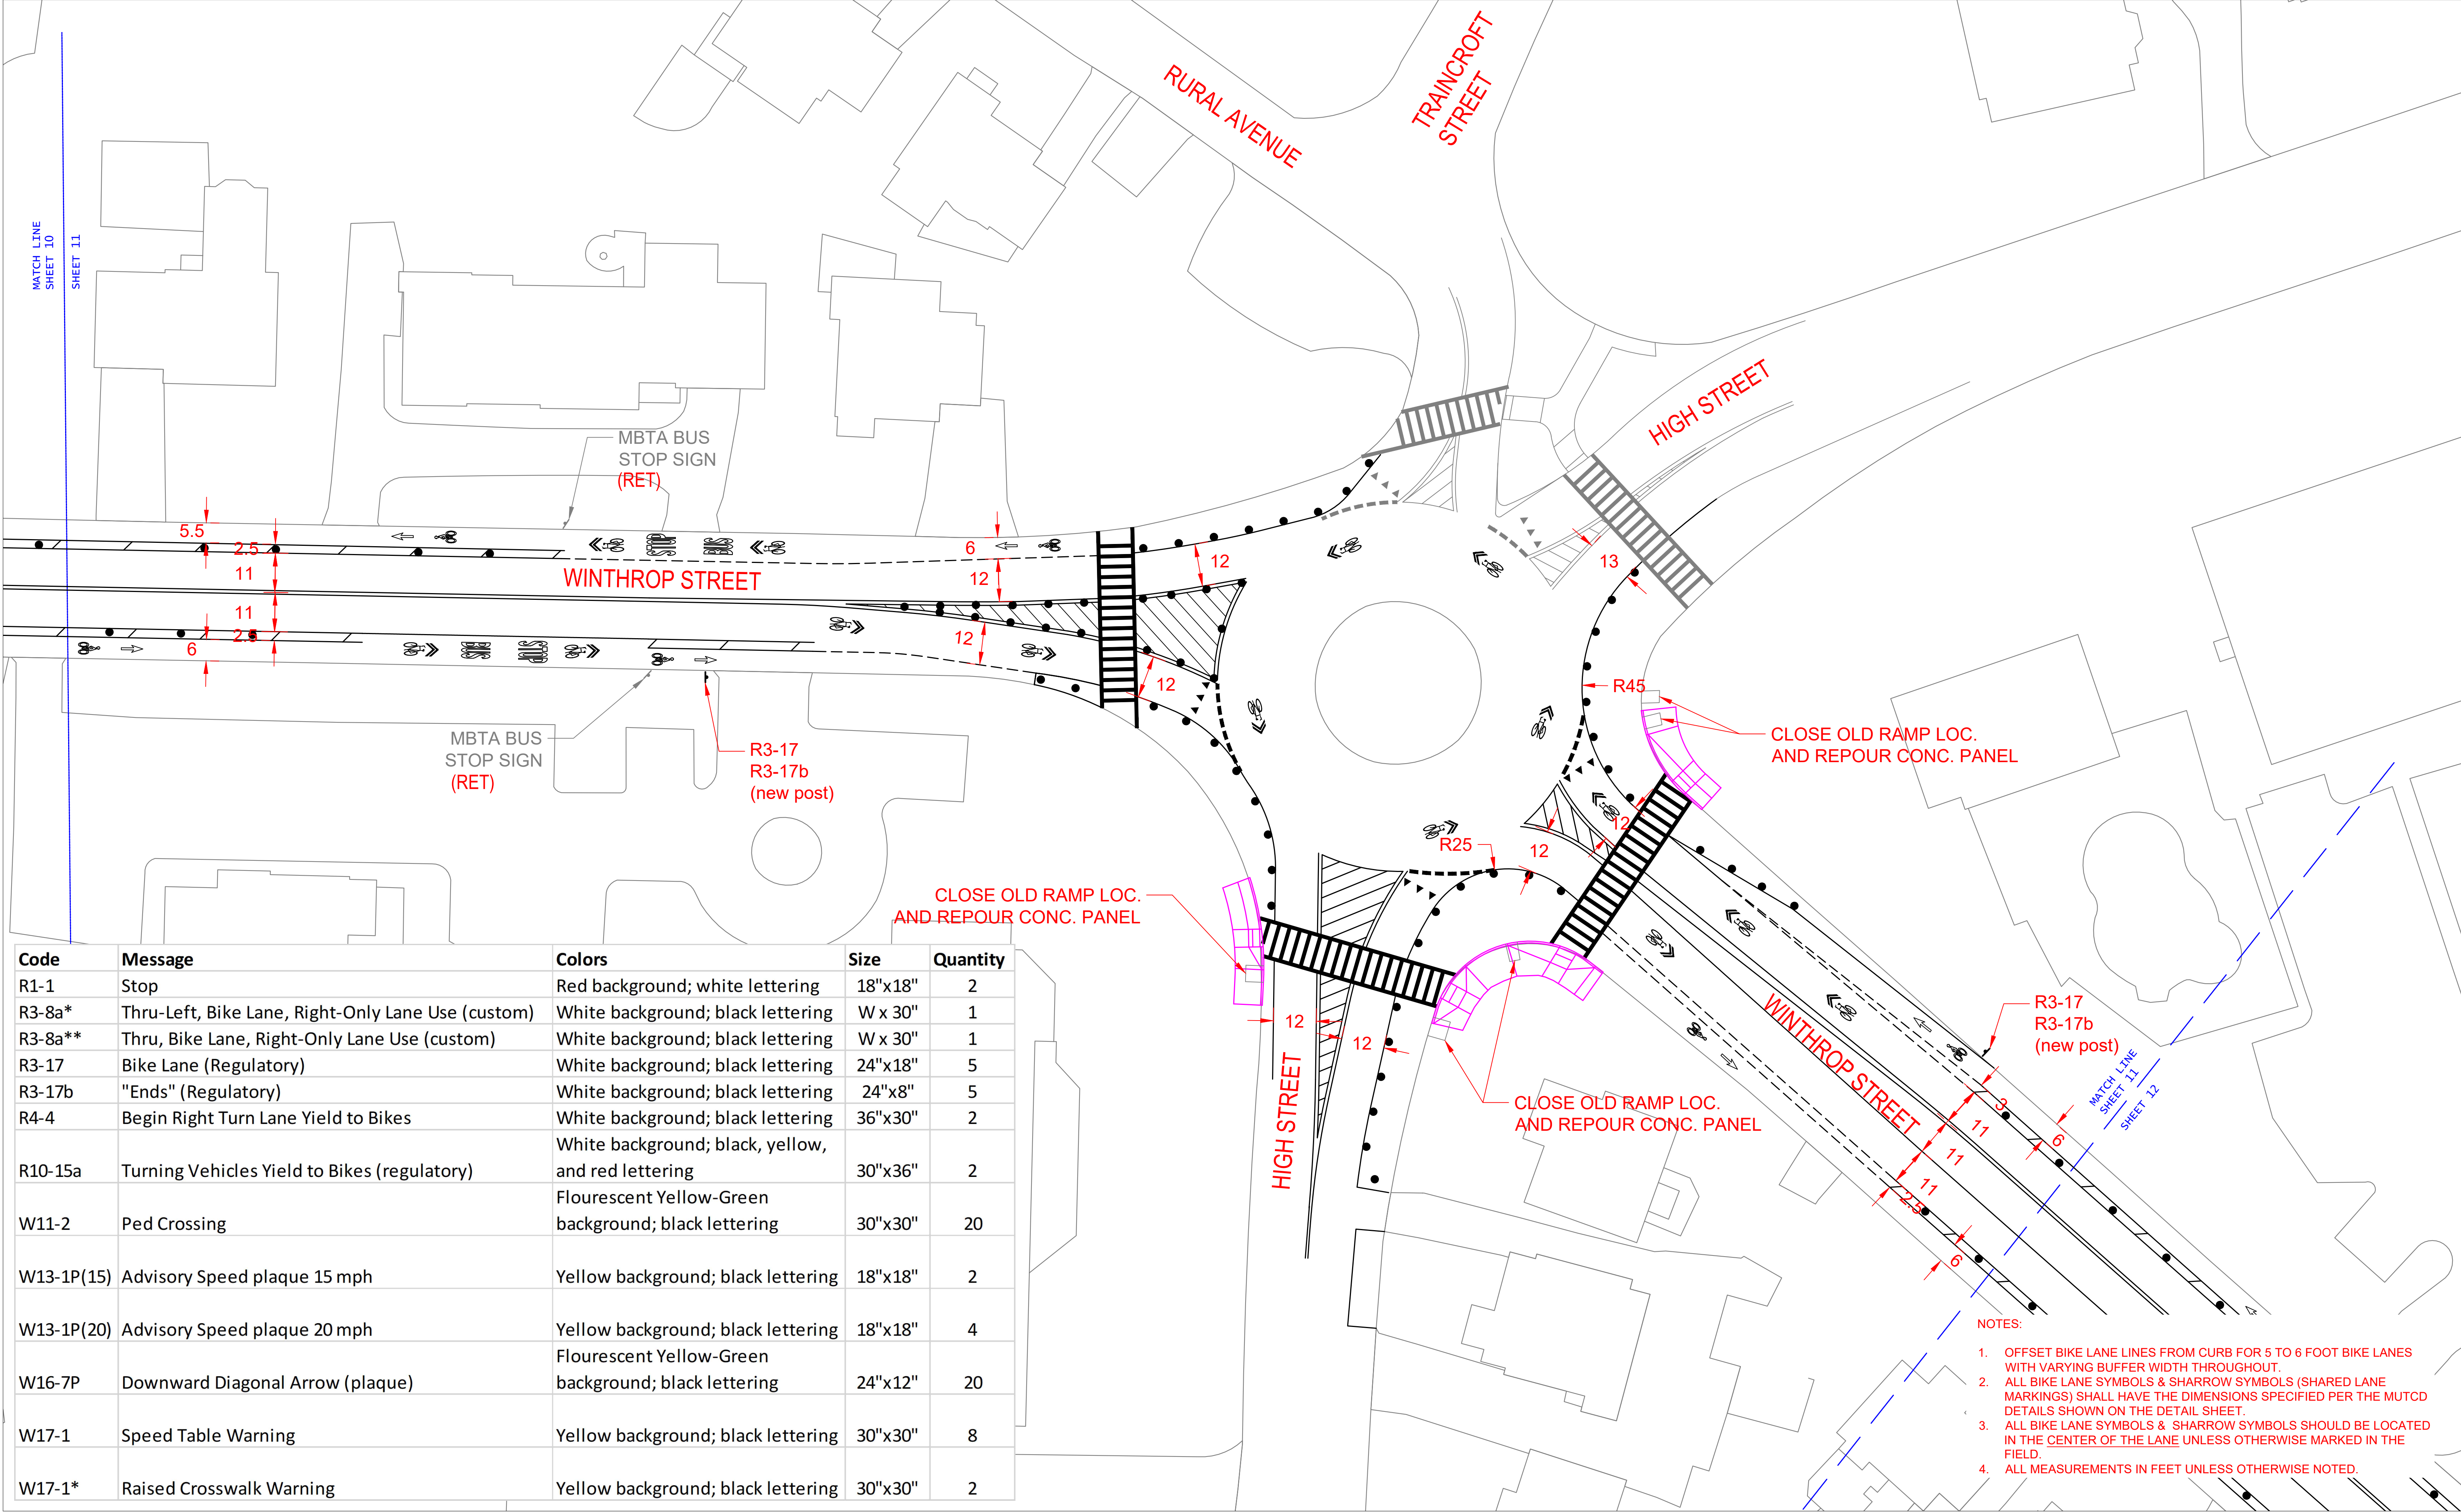 RURAL AVENUE
TRAINCROFT
STREET
HIGH STREET
MATCH LINE
SHEET 10
SHEET 11
MBTA BUS
STOP SIGN
(RET)
5.5
2.5
11
11
2.5
6
WINTHROP STREET
STOP
BUS
BUS
STOP
6
12
12
12
12
13
R45
MBTA BUS
STOP SIGN
(RET)
R3-17
R3-17b
(new post)
CLOSE OLD RAMP LOC.
AND REPOUR CONC. PANEL
R25
12
12
CLOSE OLD RAMP LOC.
AND REPOUR CONC. PANEL
12
12
HIGH STREET
CLOSE OLD RAMP LOC.
AND REPOUR CONC. PANEL
WINTHROP STREET
R3-17
R3-17b
(new post)
MATCH LINE
SHEET 11
SHEET 12
3
6
11
11
11
2.5
6
Code Message Colors Size Quantity
R1-1 Stop Red background; white lettering 18"x18" 2
R3-8a* Thru-Left, Bike Lane, Right-Only Lane Use (custom) White background; black lettering W x 30" 1
R3-8a** Thru, Bike Lane, Right-Only Lane Use (custom) White background; black lettering W x 30" 1
R3-17 Bike Lane (Regulatory) White background; black lettering 24"x18" 5
R3-17b "Ends" (Regulatory) White background; black lettering 24"x8" 5
R4-4 Begin Right Turn Lane Yield to Bikes White background; black lettering 36"x30" 2
White background; black, yellow,
R10-15a Turning Vehicles Yield to Bikes (regulatory) and red lettering 30"x36" 2
Flourescent Yellow-Green
W11-2 Ped Crossing background; black lettering 30"x30" 20
W13-1P(15) Advisory Speed plaque 15 mph Yellow background; black lettering 18"x18" 2
W13-1P(20) Advisory Speed plaque 20 mph Yellow background; black lettering 18"x18" 4
Flourescent Yellow-Green
W16-7P Downward Diagonal Arrow (plaque) background; black lettering 24"x12" 20
W17-1 Speed Table Warning Yellow background; black lettering 30"x30" 8
W17-1* Raised Crosswalk Warning Yellow background; black lettering 30"x30" 2
NOTES:
1. OFFSET BIKE LANE LINES FROM CURB FOR 5 TO 6 FOOT BIKE LANES
WITH VARYING BUFFER WIDTH THROUGHOUT.
2. ALL BIKE LANE SYMBOLS & SHARROW SYMBOLS (SHARED LANE
MARKINGS) SHALL HAVE THE DIMENSIONS SPECIFIED PER THE MUTCD
DETAILS SHOWN ON THE DETAIL SHEET.
3. ALL BIKE LANE SYMBOLS & SHARROW SYMBOLS SHOULD BE LOCATED
IN THE CENTER OF THE LANE UNLESS OTHERWISE MARKED IN THE
FIELD.
4. ALL MEASUREMENTS IN FEET UNLESS OTHERWISE NOTED.